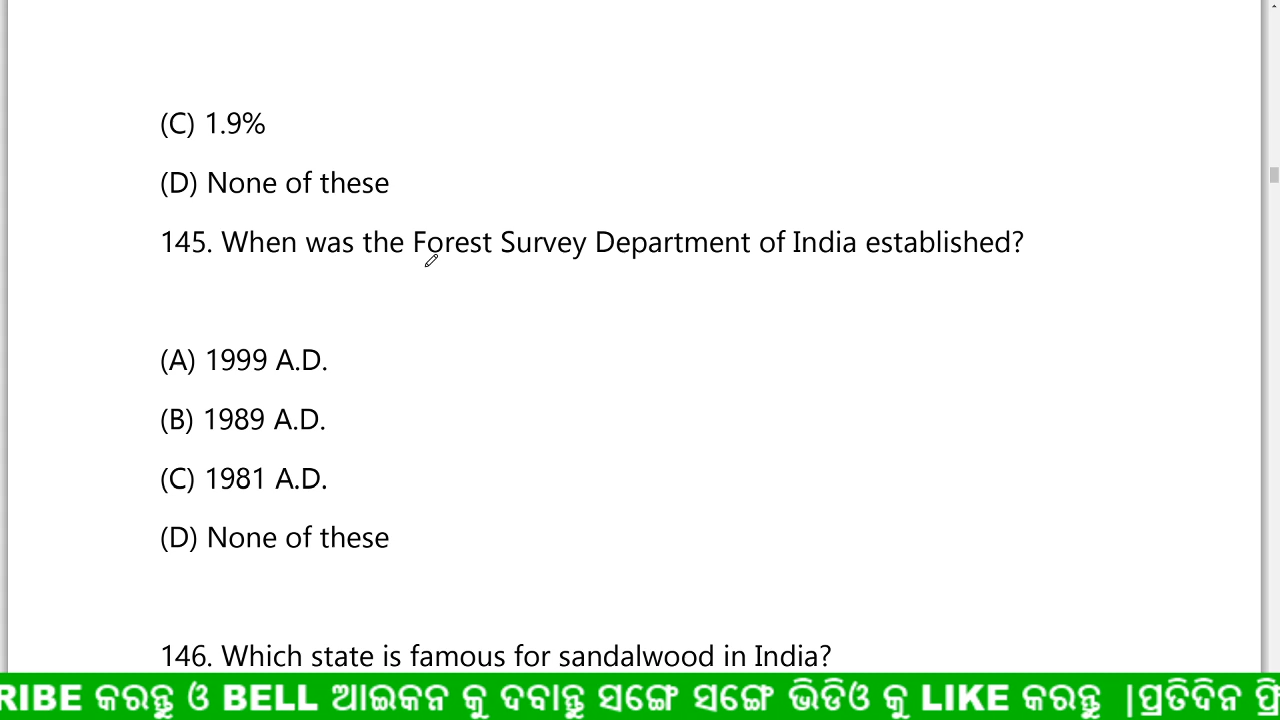 (C) 1.9%
(D) None of these
145. When was the Forest Survey Department of India established?
(A) 1999 A.D.
(B) 1989 A.D.
(C) 1981 A.D.
(D) None of these
146. Which state is famous for sandalwood in India?
RIBE କରନ୍ତୁ ଓ BELL ଆଇକନ କୁ ଦବାନ୍ତୁ ସଙ୍ଗେ ସଙ୍ଗେ ଭିଡିଓ କୁ LIKE କରନ୍ତୁ |ପ୍ରତିଦିନ